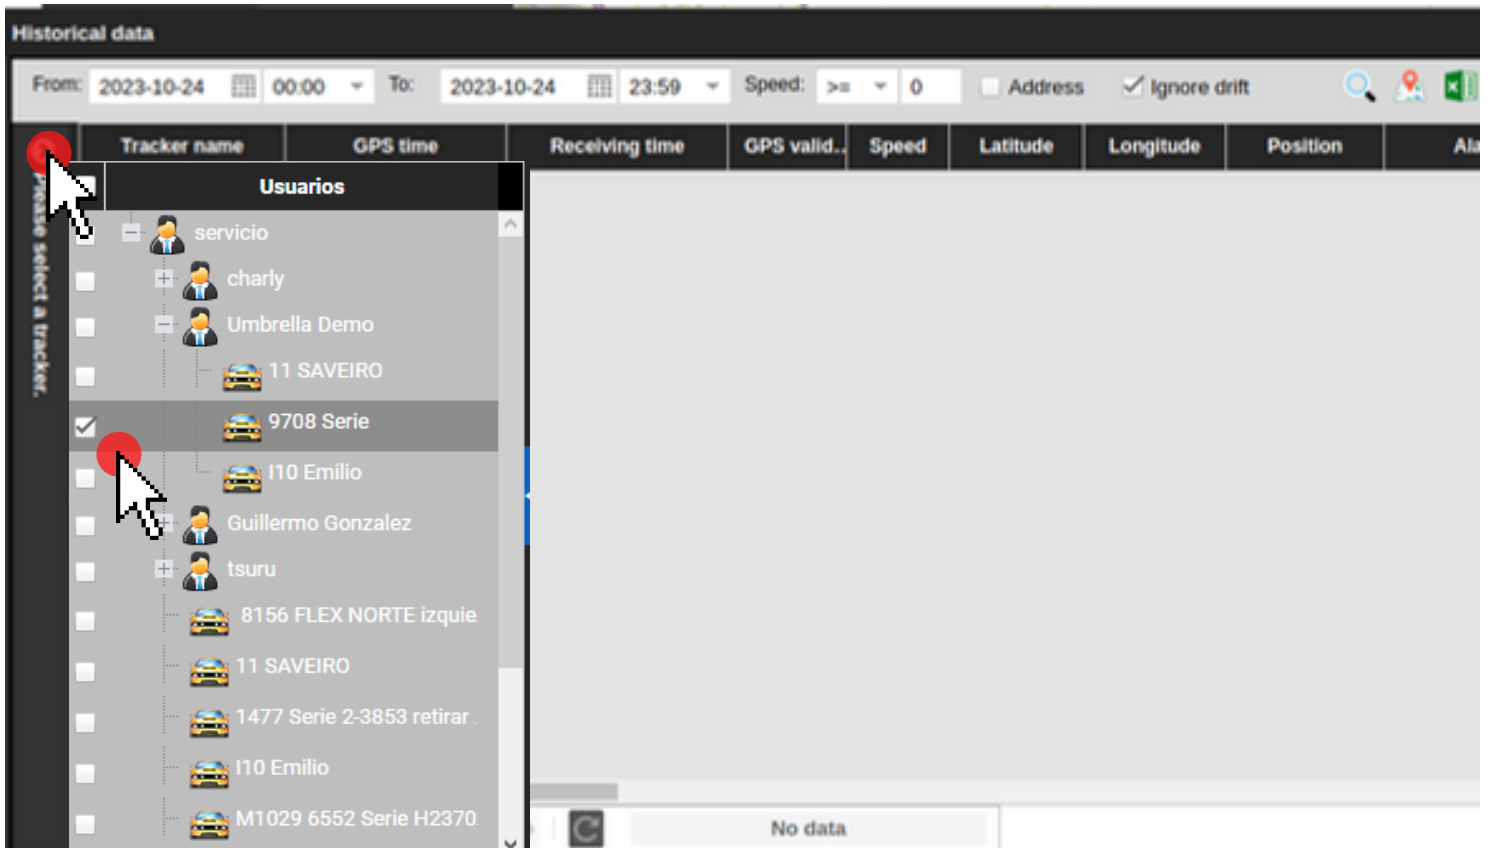 Historical data
From: 2023-10-24 00:00 To: 2023-10-24 23:59 Speed: >= 0 Address Ignore drift
Tracker name GPS time Receiving time GPS valid.. Speed Latitude Longitude Position Ala
Please select a tracker.
Usuarios
servicio
charly
Umbrella Demo
11 SAVEIRO
9708 Serie
I10 Emilio
Guillermo Gonzalez
tsuru
8156 FLEX NORTE izquie.
11 SAVEIRO
1477 Serie 2-3853 retirar .
I10 Emilio
M1029 6552 Serie H2370.
No data